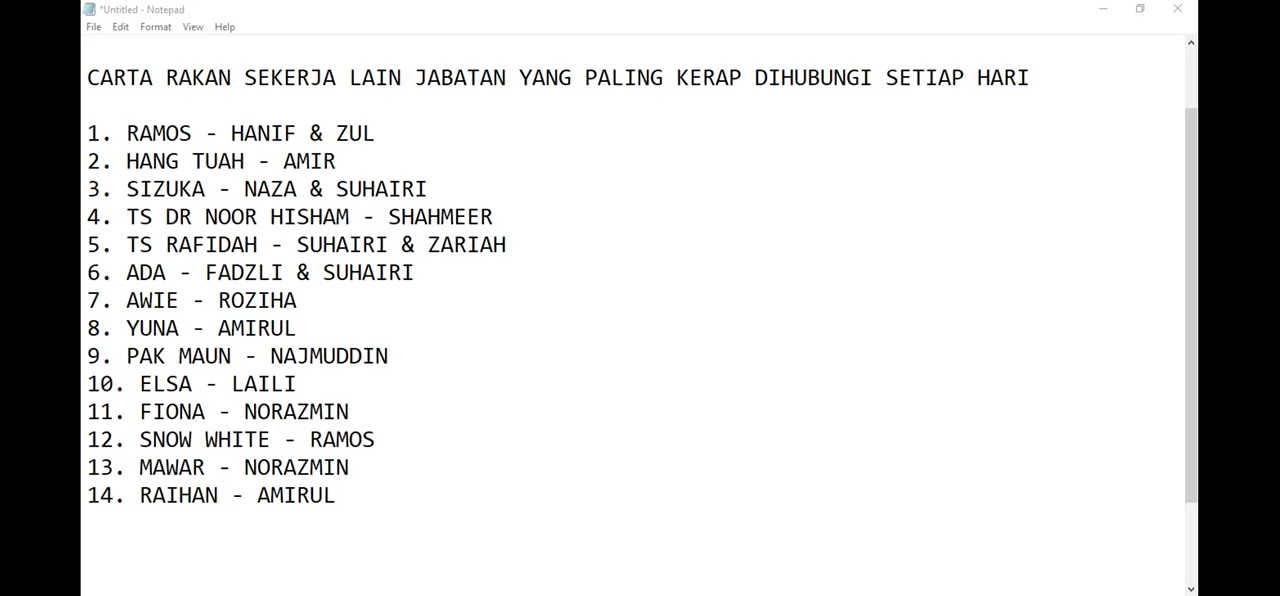 *Untitled - Notepad
File Edit Format View Help
CARTA RAKAN SEKERJA LAIN JABATAN YANG PALING KERAP DIHUBUNGI SETIAP HARI
1. RAMOS - HANIF & ZUL
2. HANG TUAH - AMIR
3. SIZUKA - NAZA & SUHAIRI
4. TS DR NOOR HISHAM - SHAHMEER
5. TS RAFIDAH - SUHAIRI & ZARIAH
6. ADA - FADZLI & SUHAIRI
7. AWIE - ROZIHA
8. YUNA - AMIRUL
9. PAK MAUN - NAJMUDDIN
10. ELSA - LAILI
11. FIONA - NORAZMIN
12. SNOW WHITE - RAMOS
13. MAWAR - NORAZMIN
14. RAIHAN - AMIRUL